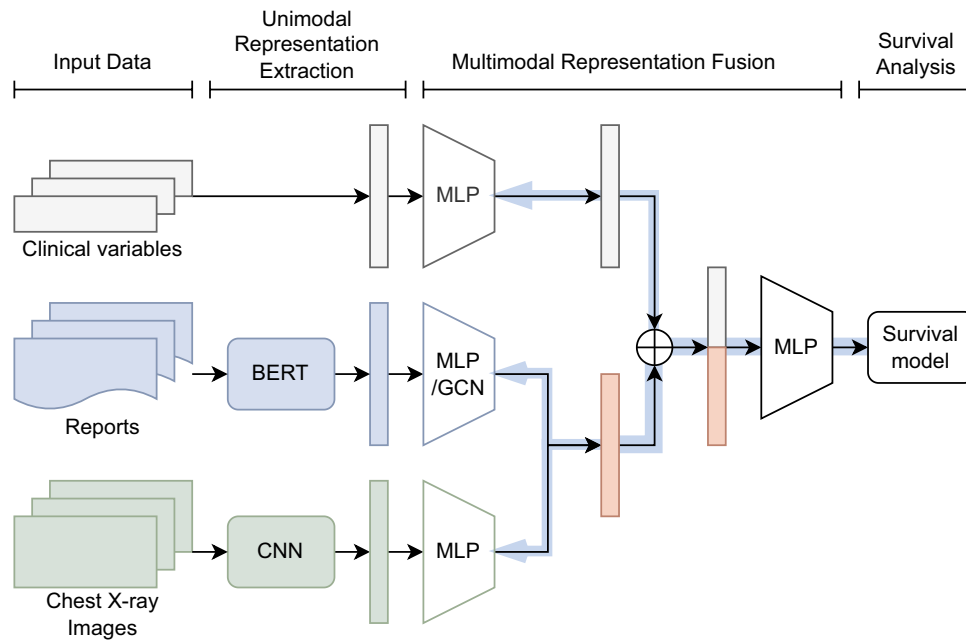 Input Data
Unimodal
Representation
Extraction
Multimodal Representation Fusion
Survival
Analysis
MLP
Clinical variables
BERT
MLP
/GCN
Reports
MLP
Survival
model
CNN
MLP
Chest X-ray
Images